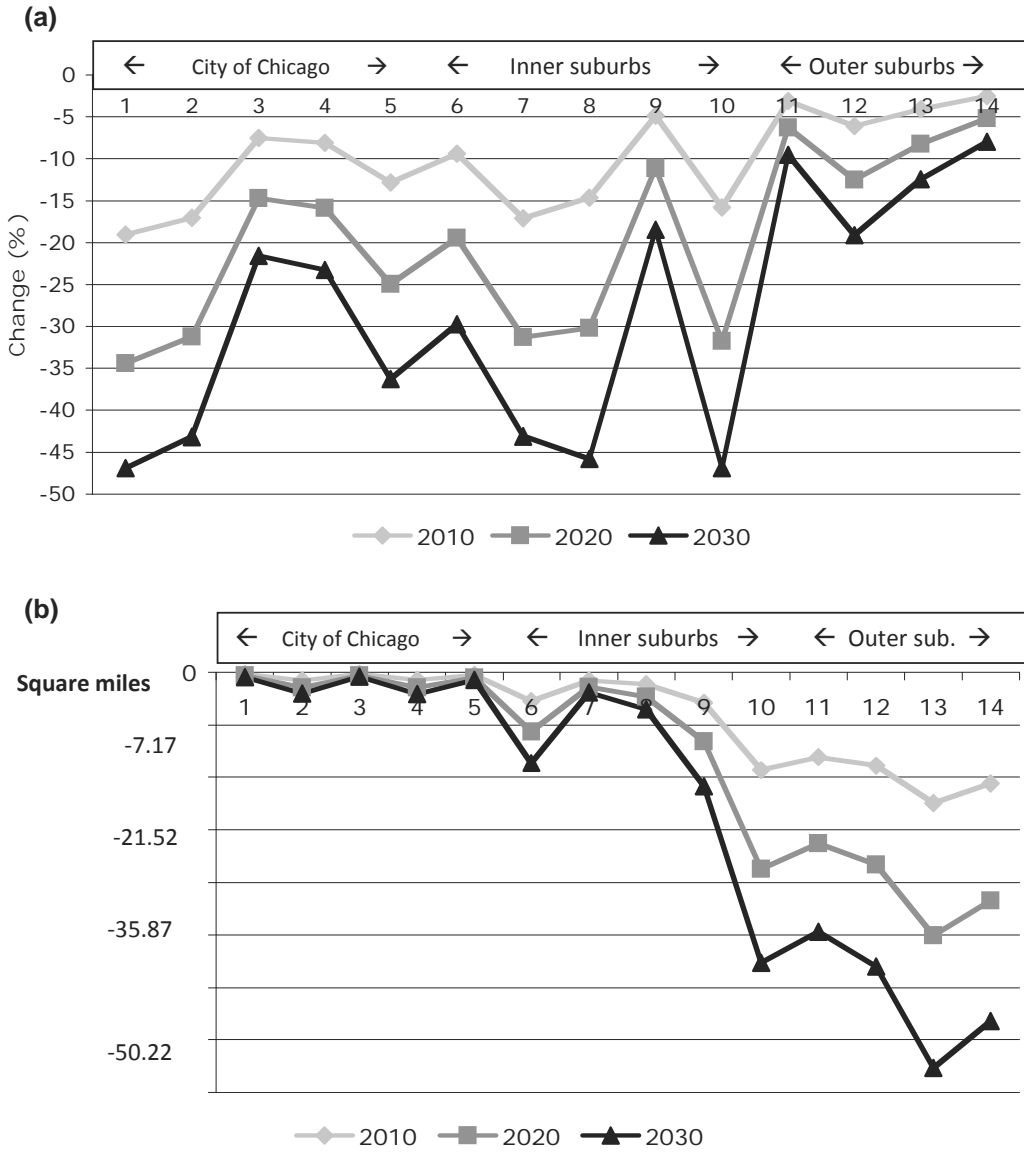 (a)
← City of Chicago → ← Inner suburbs → ← Outer suburbs →
0
1 2 3 4 5 6 7 8 9 10 11 12 13 14
-5
-10
-15
-20
-25
-30
-35
-40
-45
-50
Change (%)
2010 2020 2030
(b)
← City of Chicago → ← Inner suburbs → ← Outer sub. →
0
Square miles
1 2 3 4 5 6 7 8 9 10 11 12 13 14
-7.17
-21.52
-35.87
-50.22
2010 2020 2030